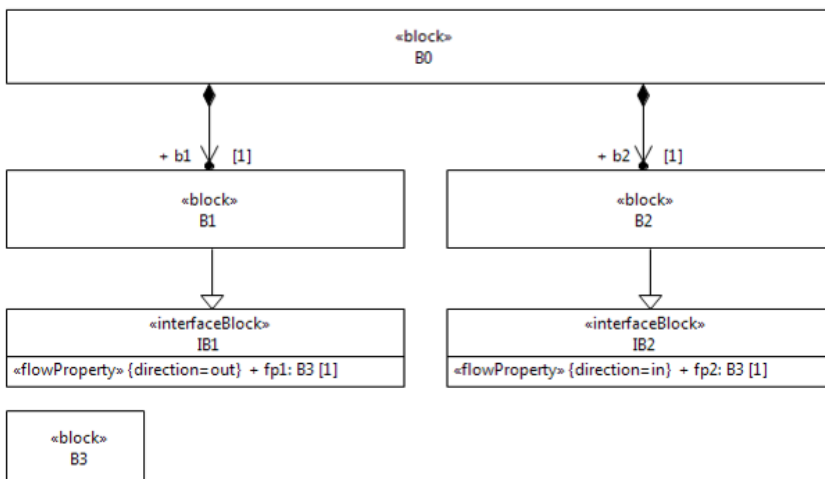 «block»
B0
+ b1 [1]
+ b2 [1]
«block»
B1
«block»
B2
«interfaceBlock»
IB1
«flowProperty» {direction=out} + fp1: B3 [1]
«interfaceBlock»
IB2
«flowProperty» {direction=in} + fp2: B3 [1]
«block»
B3